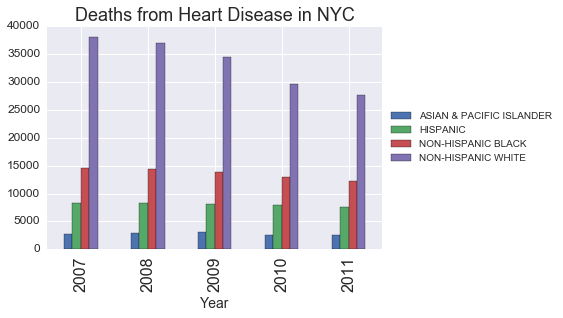 Deaths from Heart Disease in NYC
40000
35000
30000
25000
20000
15000
10000
5000
0
2007
2008
2009
2010
2011
Year
ASIAN & PACIFIC ISLANDER
HISPANIC
NON-HISPANIC BLACK
NON-HISPANIC WHITE